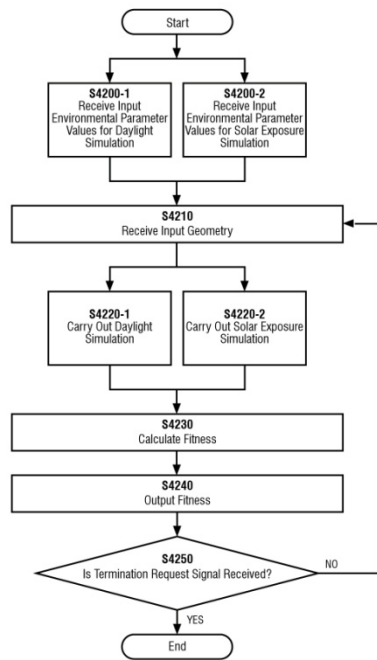 Start
S4200-1
Receive Input
Environmental Parameter
Values for Daylight
Simulation
S4200-2
Receive Input
Environmental Parameter
Values for Solar Exposure
Simulation
S4210
Receive Input Geometry
S4220-1
Carry Out Daylight
Simulation
S4220-2
Carry Out Solar Exposure
Simulation
S4230
Calculate Fitness
S4240
Output Fitness
S4250
Is Termination Request Signal Received?
NO
YES
End